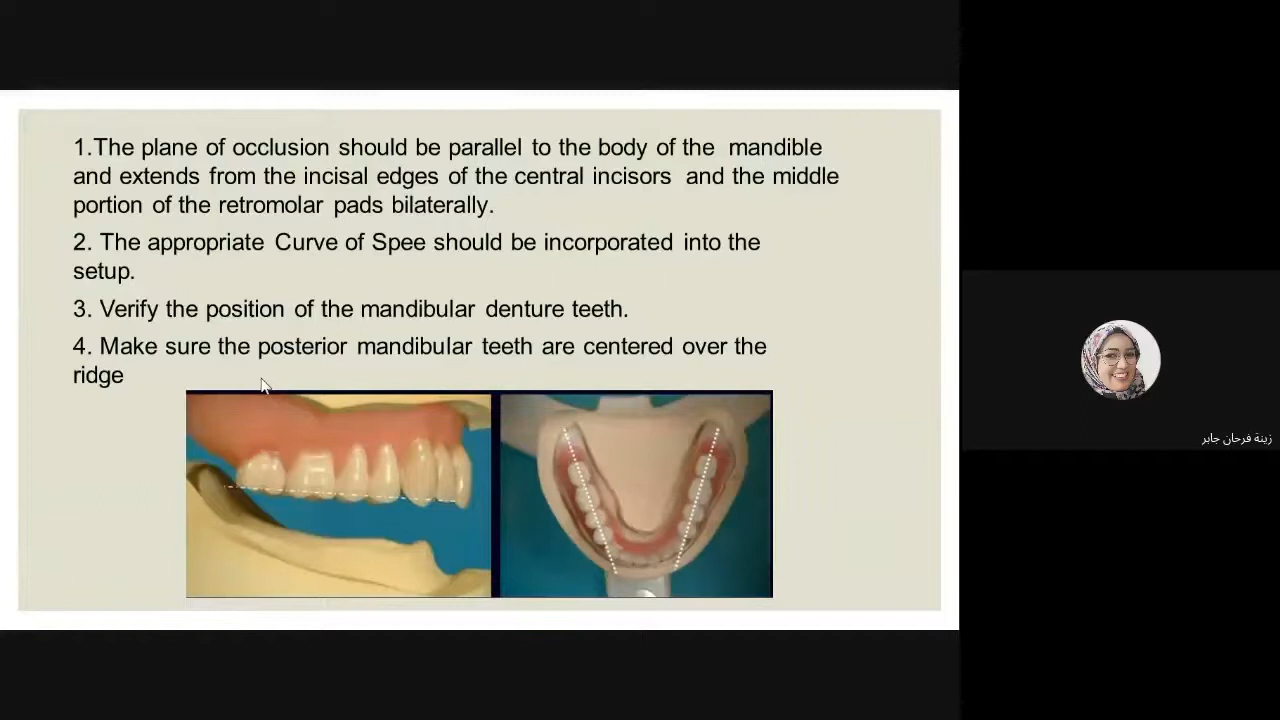 1.The plane of occlusion should be parallel to the body of the mandible
and extends from the incisal edges of the central incisors and the middle
portion of the retromolar pads bilaterally.
2. The appropriate Curve of Spee should be incorporated into the
setup.
3. Verify the position of the mandibular denture teeth.
4. Make sure the posterior mandibular teeth are centered over the
ridge
زينة فرحان جابر